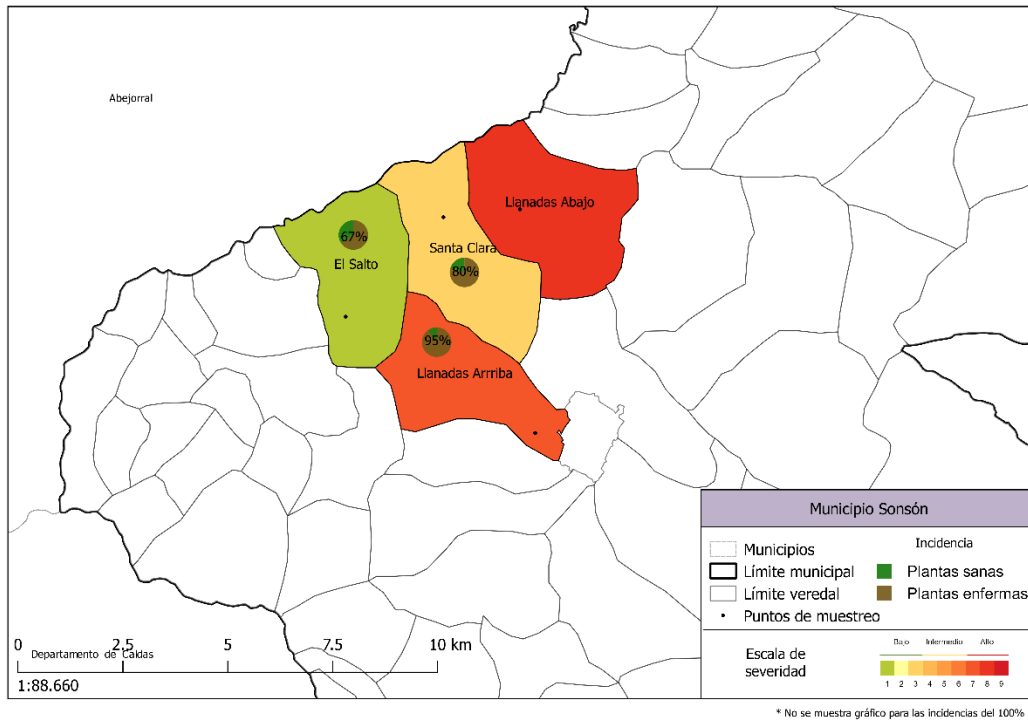 Abejorral
Llanadas Abajo
67%
Santa Clara
El Salto
80%
95%
Llanadas Arrriba
Municipio Sonsón
Incidencia
Municipios
Límite municipal
Plantas sanas
Límite veredal
Plantas enfermas
Puntos de muestreo
0 2,5 5 7.5 10 km
Departamento de Caldas
1:88.660
Bajo Intermedio Alto
Escala de
severidad
1 2 3 4 5 6 7 8 9
* No se muestra gráfico para las incidencias del 100%